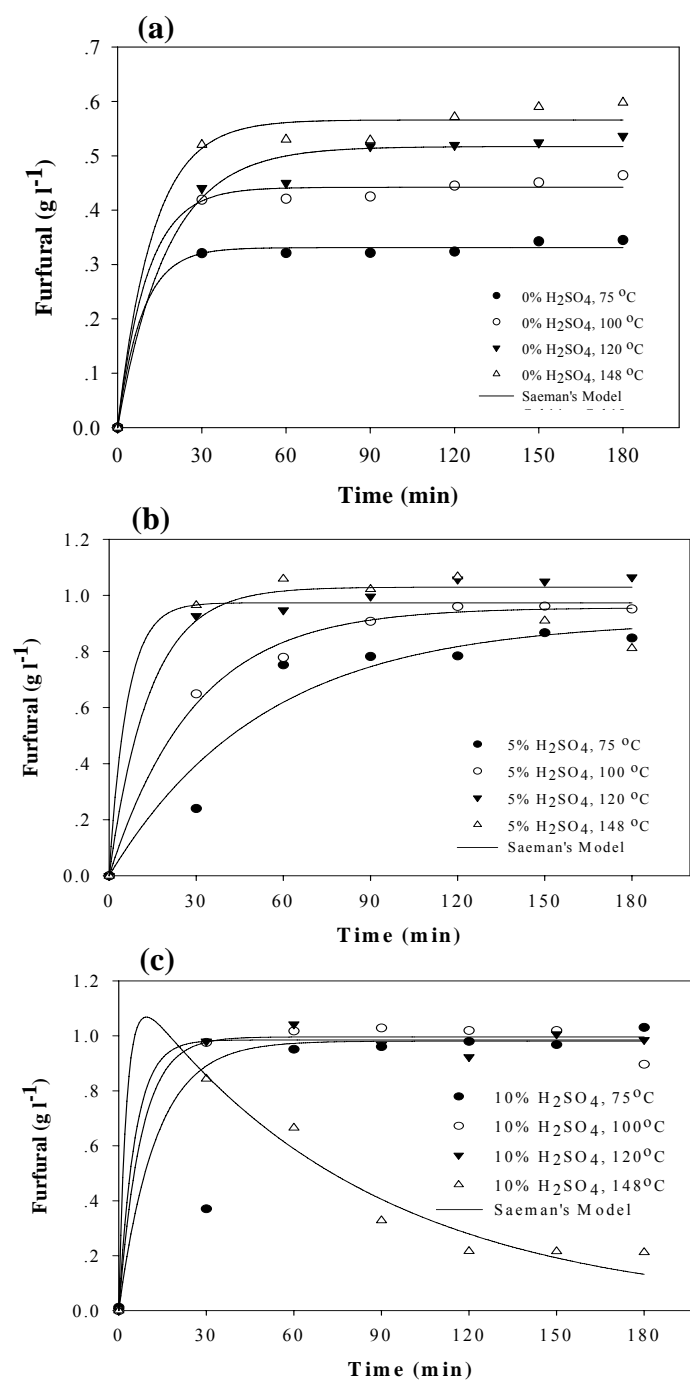 (a)
.7
.6
.5
.4
.3
.2
.1
0.0
Furfural (g l-1)
0% H2SO4, 75 oC
0% H2SO4, 100 oC
0% H2SO4, 120 oC
0% H2SO4, 148 oC
Saeman's Model
0 30 60 90 120 150 180
Time (min)
(b)
1.2
1.0
.8
.6
.4
.2
0.0
Furfural (g l-1)
5% H2SO4, 75 oC
5% H2SO4, 100 oC
5% H2SO4, 120 oC
5% H2SO4, 148 oC
Saeman's Model
0 30 60 90 120 150 180
Time (min)
(c)
1.2
1.0
.8
.6
.4
.2
0.0
Furfural (g l-1)
10% H2SO4, 75oC
10% H2SO4, 100oC
10% H2SO4, 120oC
10% H2SO4, 148oC
Saeman's Model
0 30 60 90 120 150 180
Time (min)